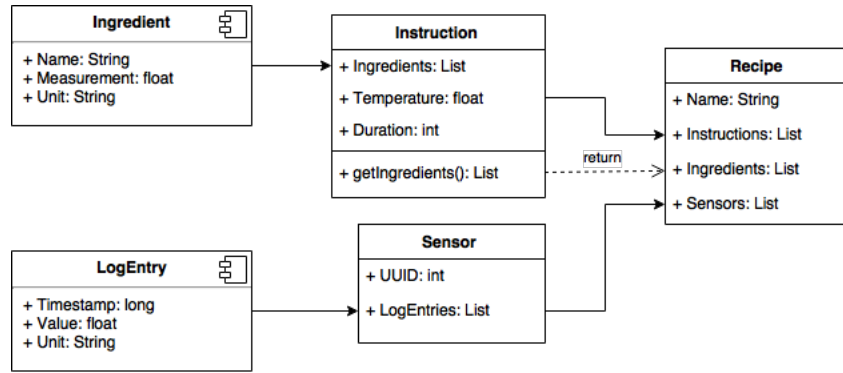 Ingredient
+ Name: String
+ Measurement: float
+ Unit: String
Instruction
+ Ingredients: List
+ Temperature: float
+ Duration: int
+ getIngredients(): List
return
Recipe
+ Name: String
+ Instructions: List
+ Ingredients: List
+ Sensors: List
LogEntry
+ Timestamp: long
+ Value: float
+ Unit: String
Sensor
+ UUID: int
+ LogEntries: List